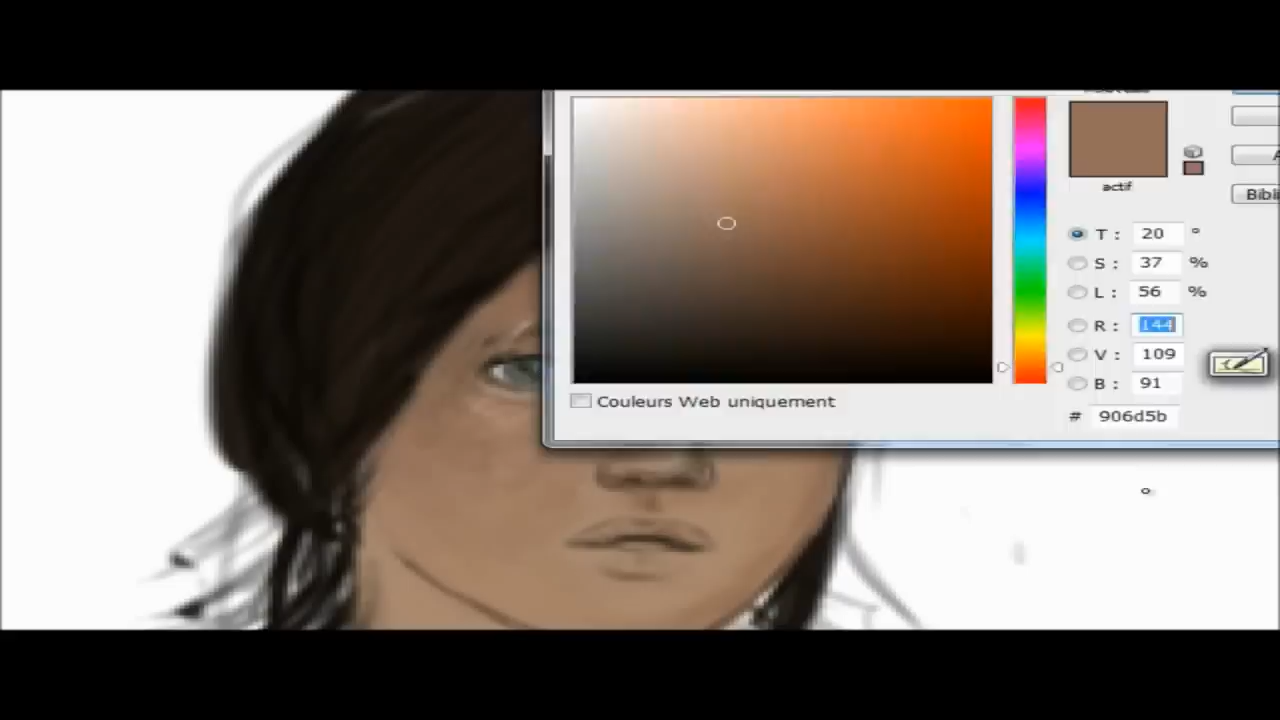 actif
T : 20 °
Bibli
S : 37 %
L : 56 %
R : 144
V : 109
B : 91
Couleurs Web uniquement
# 906d5b